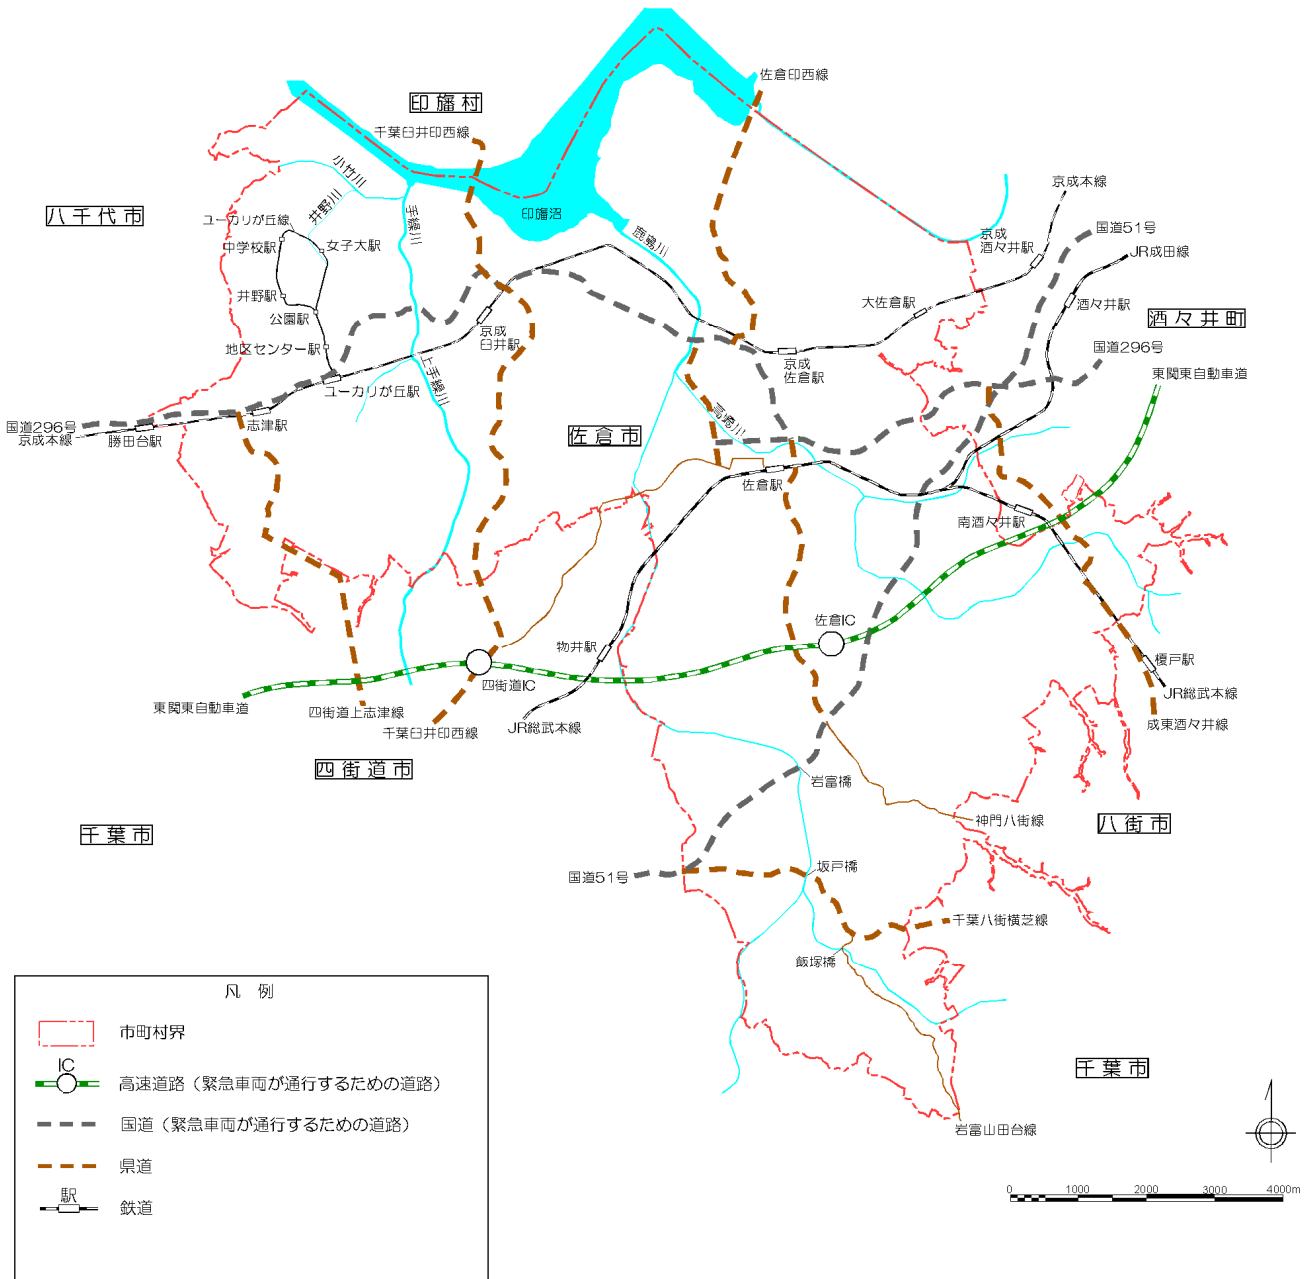 佐倉印西線
印旛村
千葉臼井印西線
小竹川
京成本線
八千代市
井野川
手繰川
印旛沼
ユーカリが丘線
国道51号
中学校駅
女子大駅
鹿島川
京成
酒々井駅
JR成田線
井野駅
大佐倉駅
酒々井駅
公園駅
酒々井町
京成
臼井駅
地区センター駅
国道296号
京成
佐倉駅
上手繰川
東関東自動車道
ユーカリが丘駅
高崎川
国道296号
京成本線
勝田台駅
志津駅
佐倉市
佐倉駅
南酒々井駅
佐倉IC
物井駅
榎戸駅
四街道IC
JR総武本線
東関東自動車道
四街道上志津線
千葉臼井印西線
JR総武本線
成東酒々井線
四街道市
岩富橋
神門八街線
八街市
千葉市
坂戸橋
国道51号
千葉八街横芝線
飯塚橋
千葉市
岩富山田台線
凡例
市町村界
IC
高速道路（緊急車両が通行するための道路）
国道（緊急車両が通行するための道路）
県道
駅
鉄道
0 1000 2000 3000 4000m